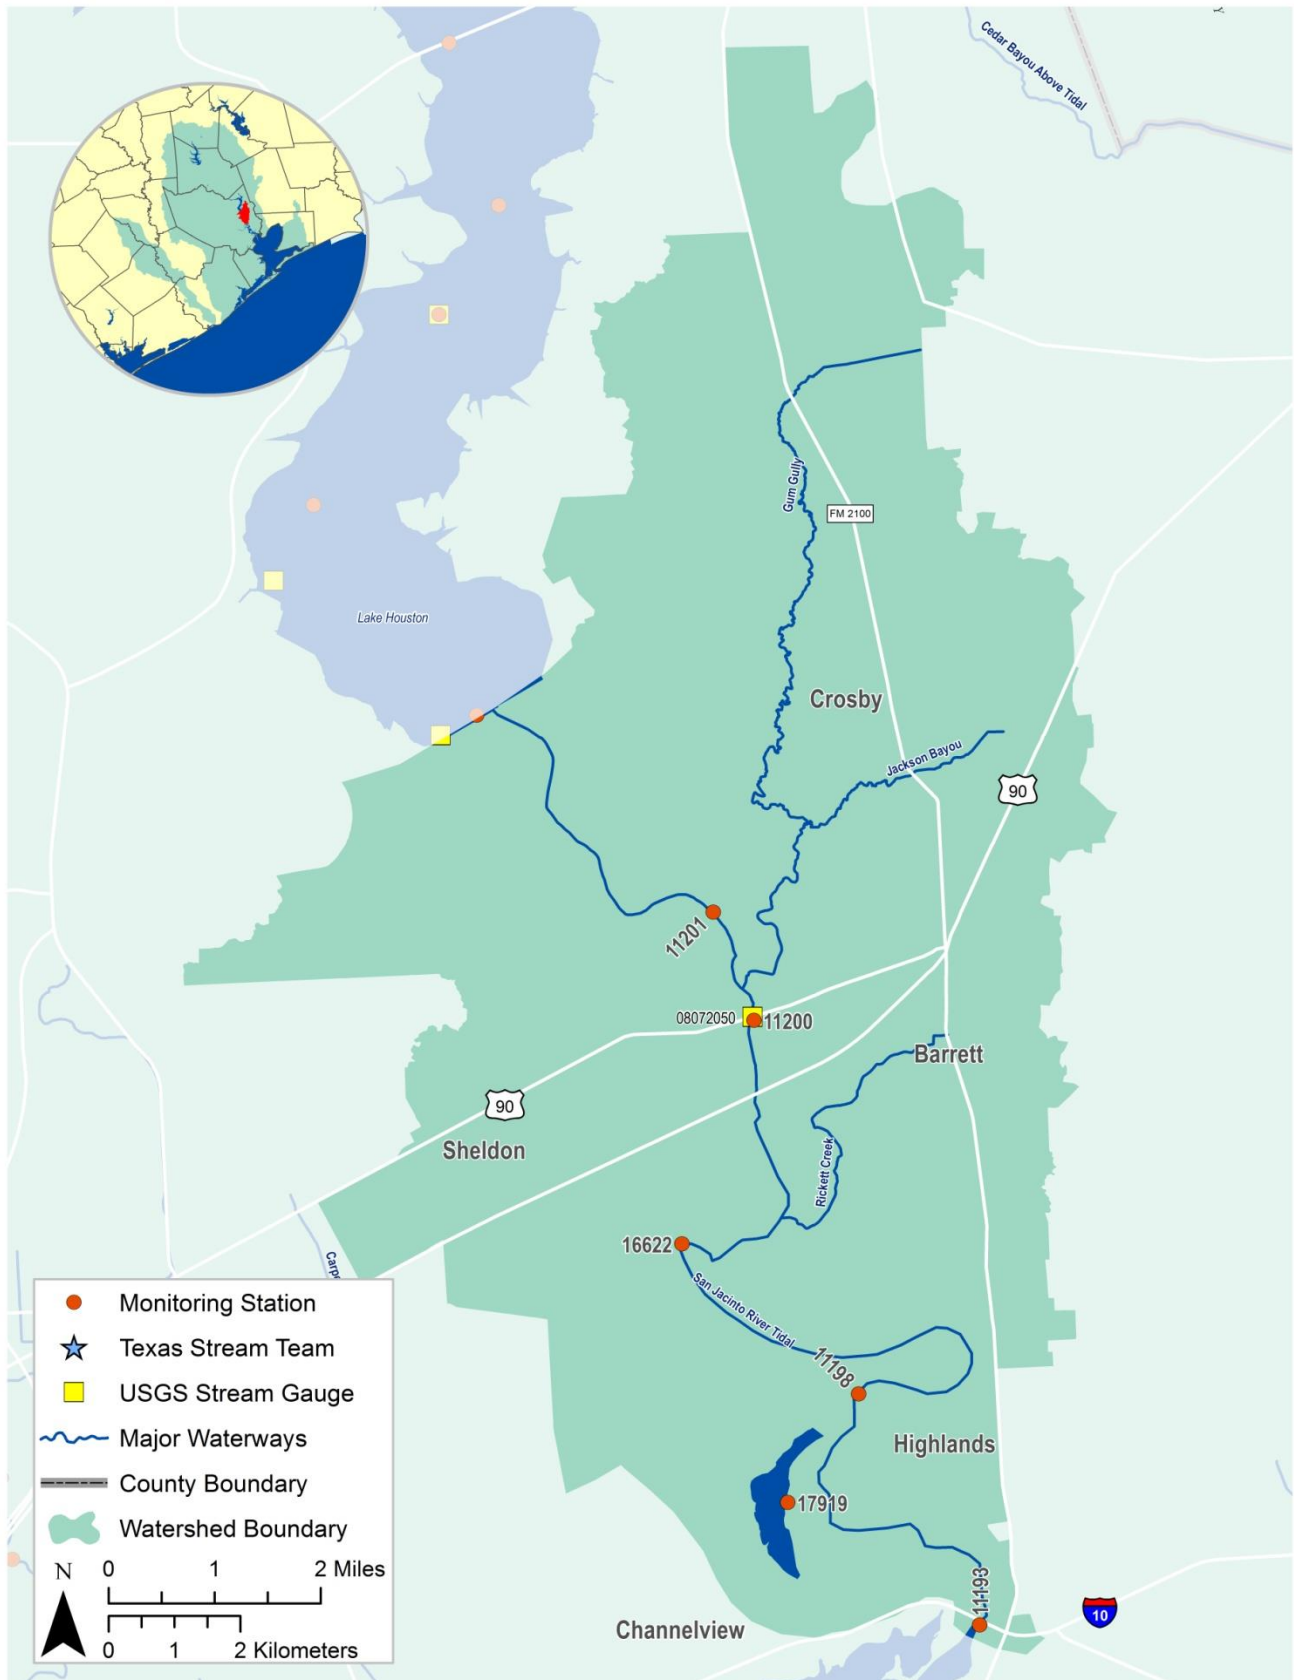 Cedar Bayou Above Tidal
Gum Gully
FM 2100
Lake Houston
Crosby
Jackson Bayou
90
11201
08072050
11200
Barrett
90
Sheldon
Rickett Creek
16622
San Jacinto River Tidal
11198
Highlands
17919
11193
10
Channelview
Monitoring Station
Texas Stream Team
USGS Stream Gauge
Major Waterways
County Boundary
Watershed Boundary
N
0 1 2 Miles
0 1 2 Kilometers